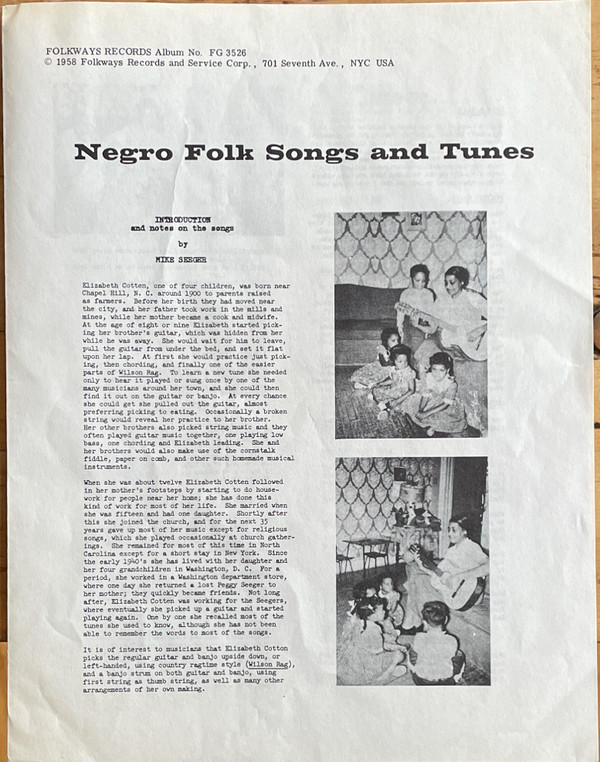 FOLKWAYS RECORDS Album No. FG 3526
© 1958 Folkways Records and Service Corp., 701 Seventh Ave., NYC USA
Negro Folk Songs and Tunes
INTRODUCTION
and notes on the songs
by
MIKE SEEGER
Elizabeth Cotten, one of four children, was born near
Chapel Hill, N. C. around 1900 to parents raised
as farmers. Before her birth they had moved near
the city, and her father took work in the mills and
mines, while her mother became a cook and midwife.
At the age of eight or nine Elizabeth started pick-
ing her brother's guitar, which was hidden from her
while he was away. She would wait for him to leave,
pull the guitar from under the bed, and set it flat
upon her lap. At first she would practice just pick-
ing, then chording, and finally one of the easier
parts of Wilson Rag. To learn a new tune she needed
only to hear it played or sung once by one of the
many musicians around her town, and she could then
find it out on the guitar or banjo. At every chance
she could get she pulled out the guitar, almost
preferring picking to eating. Occasionally a broken
string would reveal her practice to her brother.
Her other brothers also picked string music and they
often played guitar music together, one playing low
bass, one chording and Elizabeth leading. She and
her brothers would also make use of the cornstalk
fiddle, paper on comb, and other such homemade musical
instruments.
When she was about twelve Elizabeth Cotten followed
in her mother's footsteps by starting to do house-
work for people near her home; she has done this
kind of work for most of her life. She married when
she was fifteen and had one daughter. Shortly after
this she joined the church, and for the next 35
years gave up most of her music except for religious
songs, which she played occasionally at church gather-
ings. She remained for most of this time in North
Carolina except for a short stay in New York. Since
the early 1940's she has lived with her daughter and
her four grandchildren in Washington, D. C. For a
period, she worked in a Washington department store,
where one day she returned a lost Peggy Seeger to
her mother; they quickly became friends. Not long
after, Elizabeth Cotten was working for the Seegers,
where eventually she picked up a guitar and started
playing again. One by one she recalled most of the
tunes she used to know, although she has not been
able to remember the words to most of the songs.
It is of interest to musicians that Elizabeth Cotton
picks the regular guitar and banjo upside down, or
left-handed, using country ragtime style (Wilson Rag),
and a banjo strum on both guitar and banjo, using
first string as thumb string, as well as many other
arrangements of her own making.